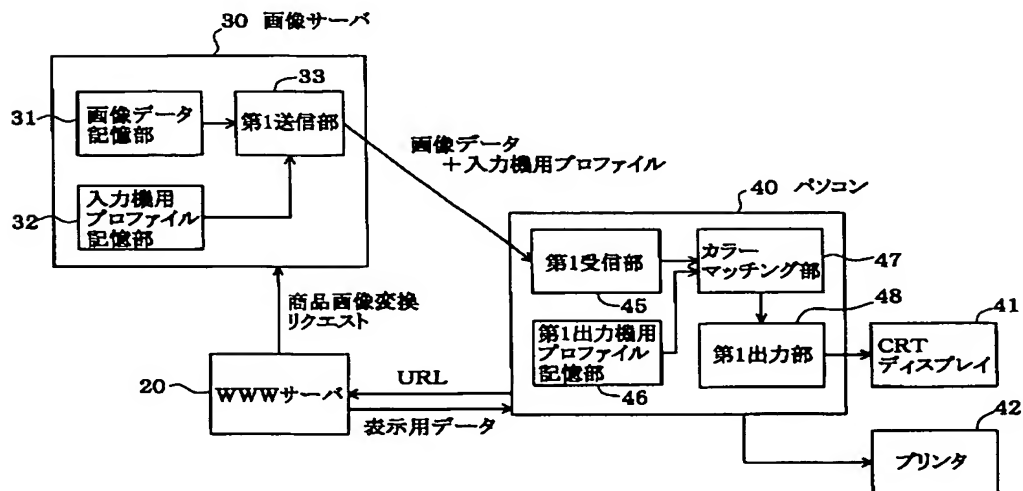 30 画像サーバ
33
31
画像データ
記憶部
第1送信部
32
入力機用
プロファイル
記憶部
画像データ
+入力機用プロファイル
40 パソコン
第1受信部
45
カラー
マッチング部
47
第1出力機用
プロファイル
記憶部
46
第1出力部
48
41
CRT
ディスプレイ
商品画像変換
リクエスト
20
WWWサーバ
URL
表示用データ
42
プリンタ